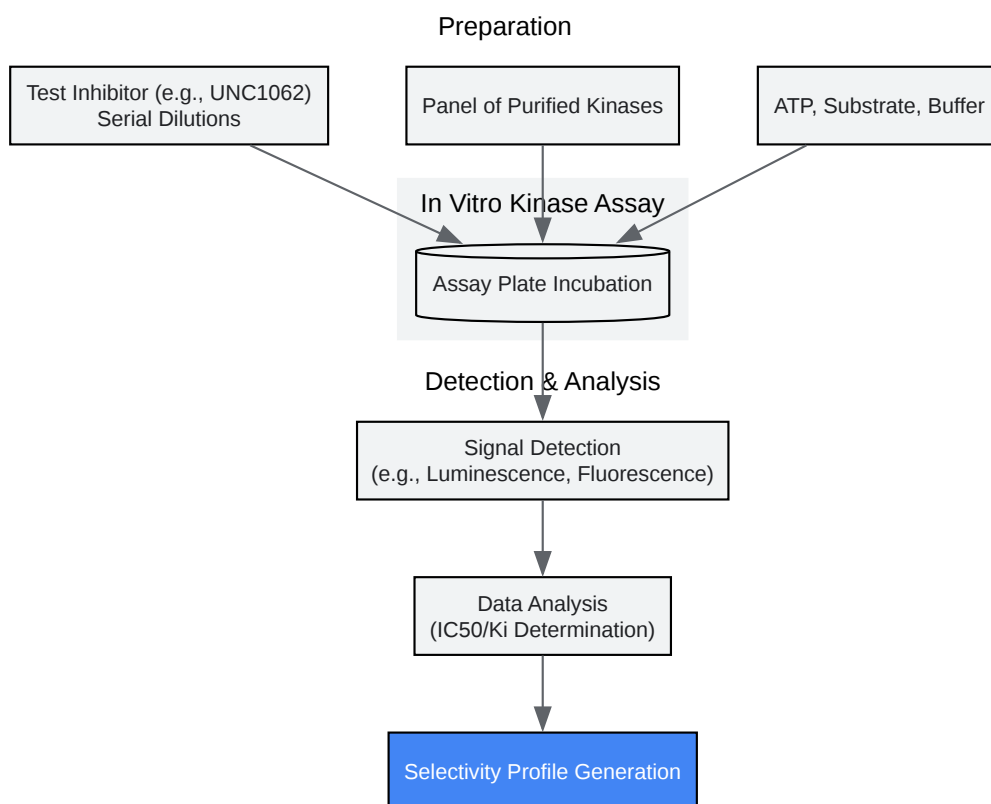 Preparation
Test Inhibitor (e.g., UNC1062)
Serial Dilutions
Panel of Purified Kinases
ATP, Substrate, Buffer
In Vitro Kinase Assay
Assay Plate Incubation
Detection & Analysis
Signal Detection
(e.g., Luminescence, Fluorescence)
Data Analysis
(IC50/Ki Determination)
Selectivity Profile Generation